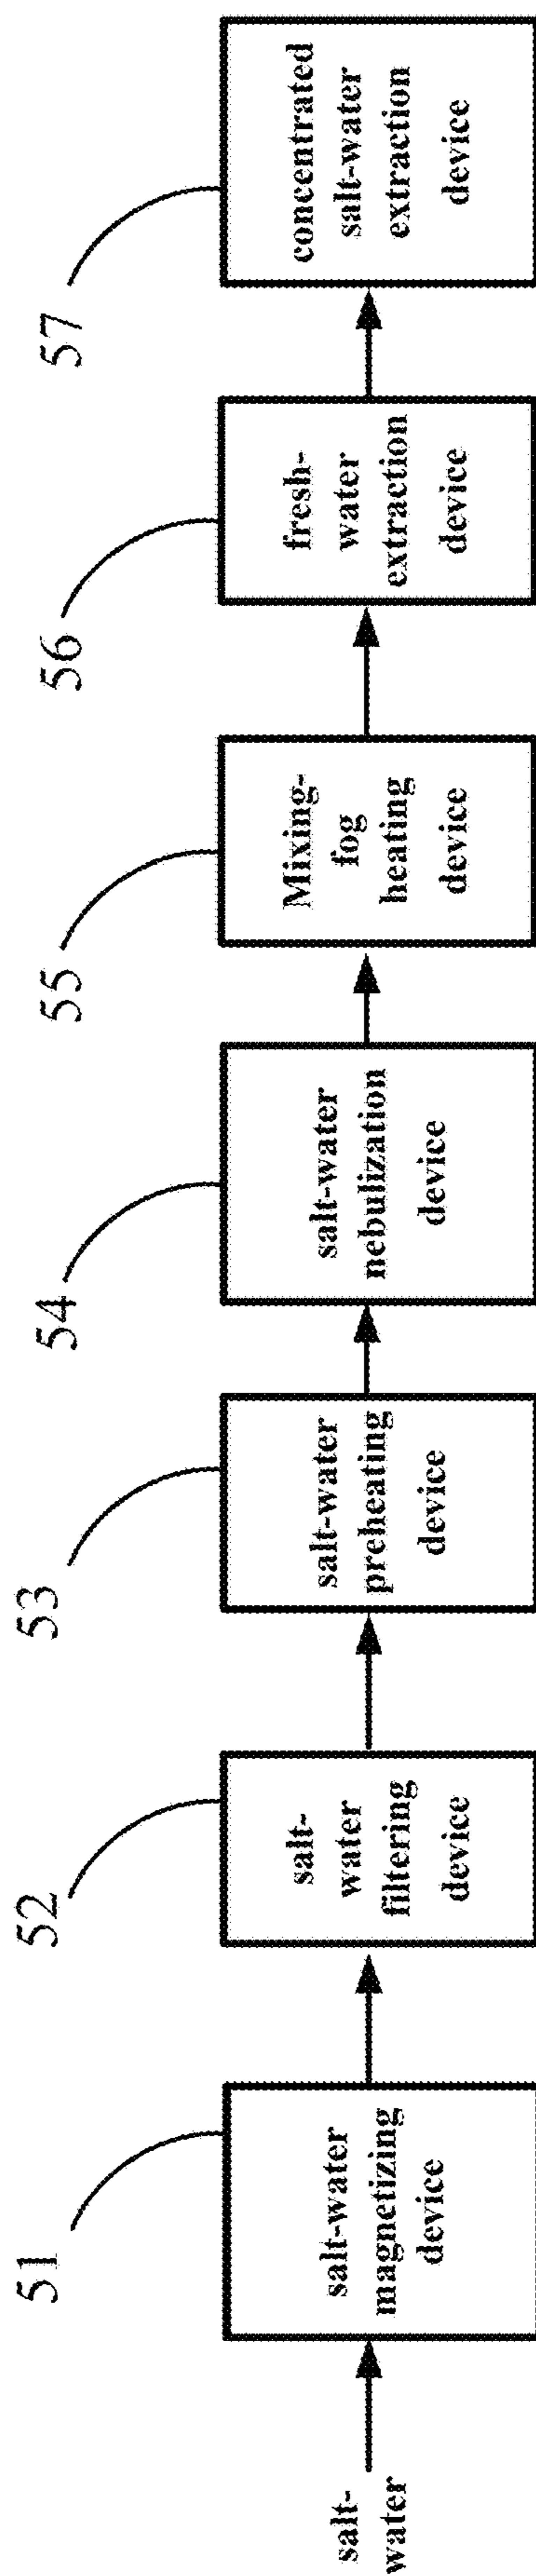 51
52
53
54
55
56
57
salt-
water
salt-water
magnetizing
device
salt-
water
filtering
device
salt-water
preheating
device
salt-water
nebulization
device
Mixing-
fog
heating
device
fresh-
water
extraction
device
concentrated
salt-water
extraction
device